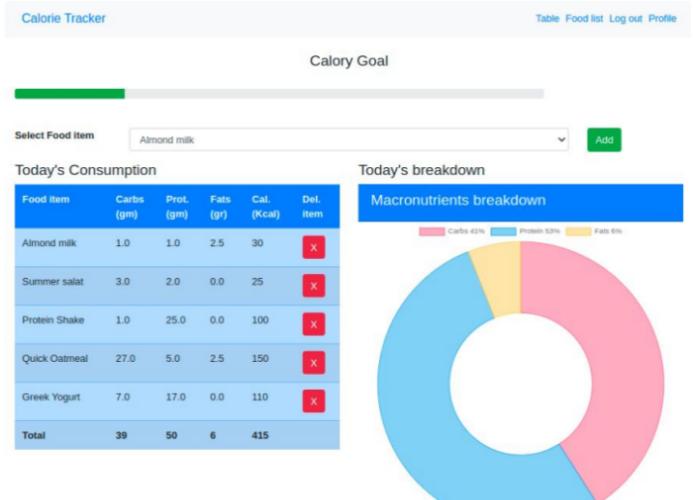 Calorie Tracker
Table Food list Log out Profile
Calory Goal
Select Food item
Almond milk
Add
Today's Consumption
Today's breakdown
Food item Carbs (gm) Prot. (gm) Fats (gr) Cal. (Kcal) Del. item
Almond milk 1.0 1.0 2.5 30 X
Summer salat 3.0 2.0 0.0 25 X
Protein Shake 1.0 25.0 0.0 100 X
Quick Oatmeal 27.0 5.0 2.5 150 X
Greek Yogurt 7.0 17.0 0.0 110 X
Total 39 50 6 415
Macronutrients breakdown
Carbs 41% Protein 53% Fats 6%